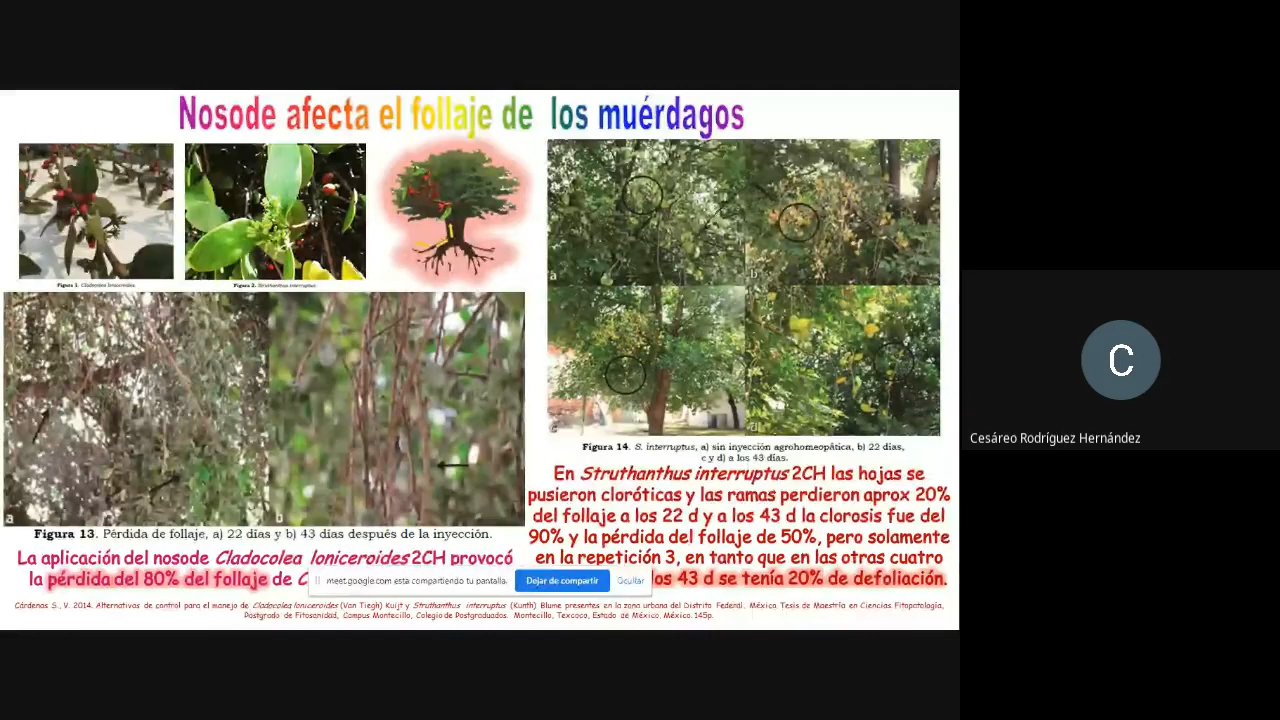 Nosode afecta el follaje de los muérdagos
Figura 1. Cladocolea loniceroides.
Figura 2. Struthanthus interruptus
a
b
c
d
a
b
Figura 14. S. interruptus, a) sin inyección agrohomeopática, b) 22 días,
c y d) a los 43 días.
En Struthanthus interruptus 2CH las hojas se
pusieron cloróticas y las ramas perdieron aprox 20%
del follaje a los 22 d y a los 43 d la clorosis fue del
90% y la pérdida del follaje de 50%, pero solamente
en la repetición 3, en tanto que en las otras cuatro
los 43 d se tenía 20% de defoliación.
Figura 13. Pérdida de follaje, a) 22 días y b) 43 días después de la inyección.
La aplicación del nosode Cladocolea loniceroides 2CH provocó
la pérdida del 80% del follaje de C
meet.google.com está compartiendo tu pantalla.
Dejar de compartir
Ocultar
Cárdenas S., V. 2014. Alternativas de control para el manejo de Cladocolea loniceroides (Van Tiegh) Kuijt y Struthanthus interruptus (Kunth) Blume presentes en la zona urbana del Distrito Federal, México. Tesis de Maestría en Ciencias Fitopatología,
Postgrado de Fitosanidad, Campus Montecillo, Colegio de Postgraduados. Montecillo, Texcoco, Estado de México, México. 145p.
C
Cesáreo Rodríguez Hernández